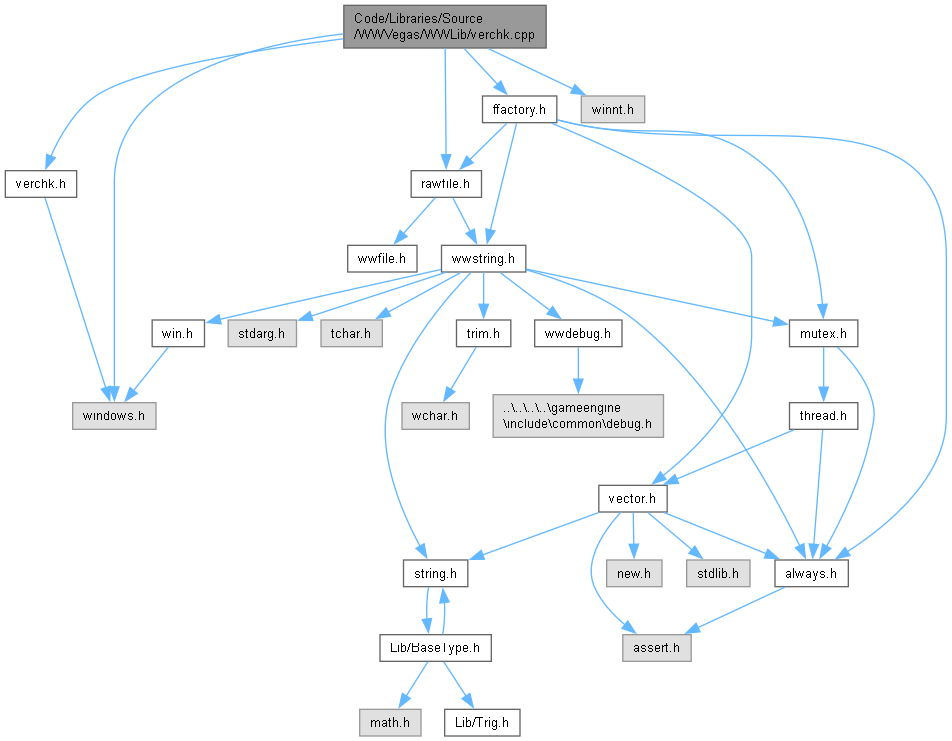 Code/Libraries/Source
/WWVegas/WWLib/verchk.cpp
ffactory.h
winnt.h
verchk.h
rawfile.h
wwfile.h
wwstring.h
win.h
stdarg.h
tchar.h
trim.h
wwdebug.h
mutex.h
windows.h
wchar.h
..\..\..\..\gameengine
\include\common\debug.h
thread.h
vector.h
string.h
new.h
stdlib.h
always.h
Lib/BaseType.h
assert.h
math.h
Lib/Trig.h